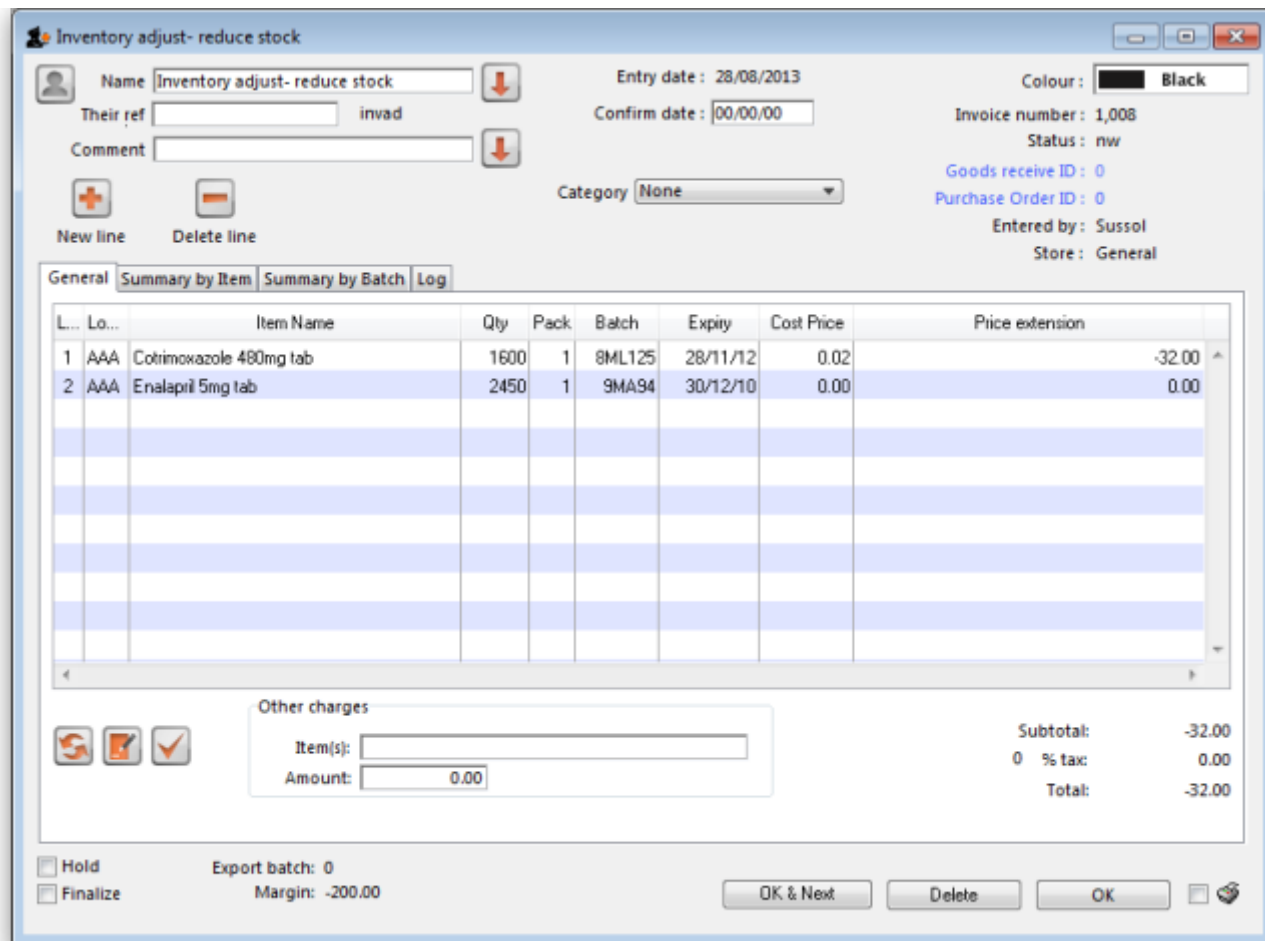 Inventory adjust- reduce stock
Name Inventory adjust- reduce stock
Their ref invad
Comment
Entry date : 28/08/2013
Confirm date : 00/00/00
Category None
Colour : Black
Invoice number : 1,008
Status : nw
Goods receive ID : 0
Purchase Order ID : 0
Entered by : Sussol
Store : General
New line Delete line
General Summary by Item Summary by Batch Log
L... Lo... Item Name Qty Pack Batch Expiry Cost Price Price extension
1 AAA Cotrimoxazole 480mg tab 1600 1 8ML125 28/11/12 0.02 -32.00
2 AAA Enalapril 5mg tab 2450 1 9MA94 30/12/10 0.00 0.00
Other charges
Item(s):
Amount: 0.00
Subtotal: -32.00
0 % tax: 0.00
Total: -32.00
Hold Export batch: 0
Finalize Margin: -200.00
OK & Next Delete OK